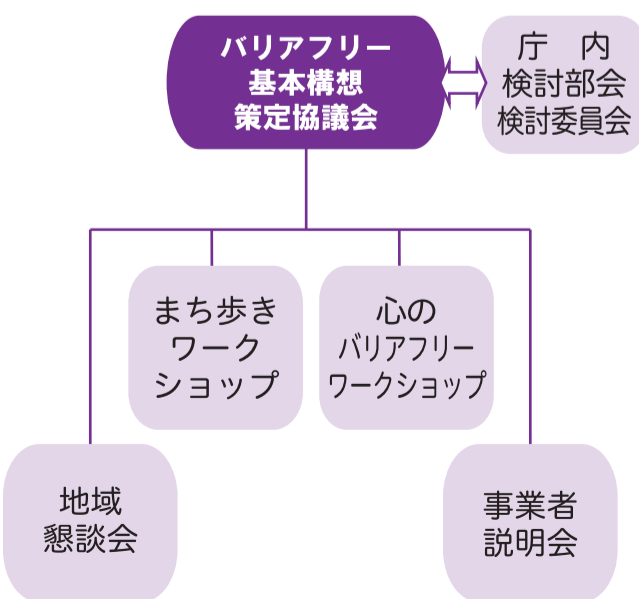 バリアフリー
基本構想
策定協議会
庁　内
検討部会
検討委員会
まち歩き
ワーク
ショップ
心の
バリアフリー
ワークショップ
地域
懇談会
事業者
説明会